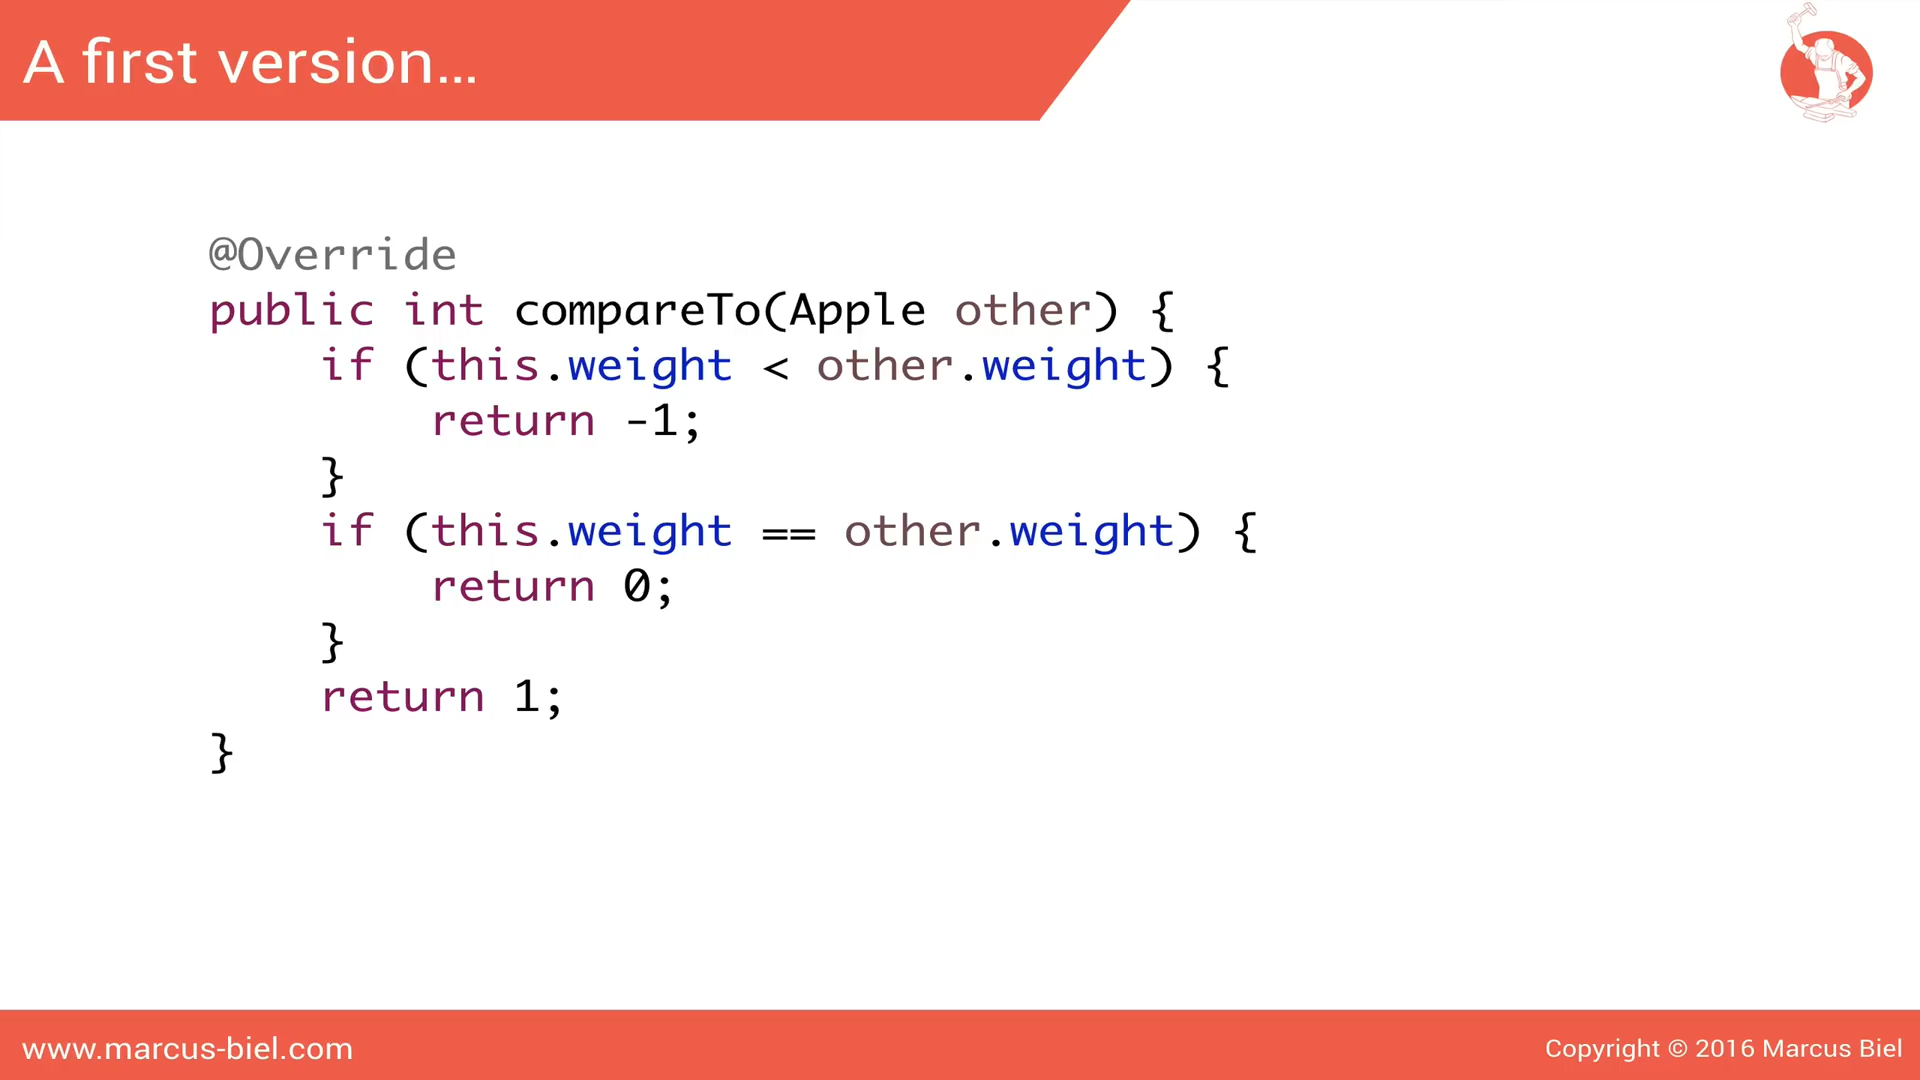 A first version...
@Override
public int compareTo(Apple other) {
    if (this.weight < other.weight) {
        return -1;
    }
    if (this.weight == other.weight) {
        return 0;
    }
    return 1;
}
www.marcus-biel.com
Copyright © 2016 Marcus Biel